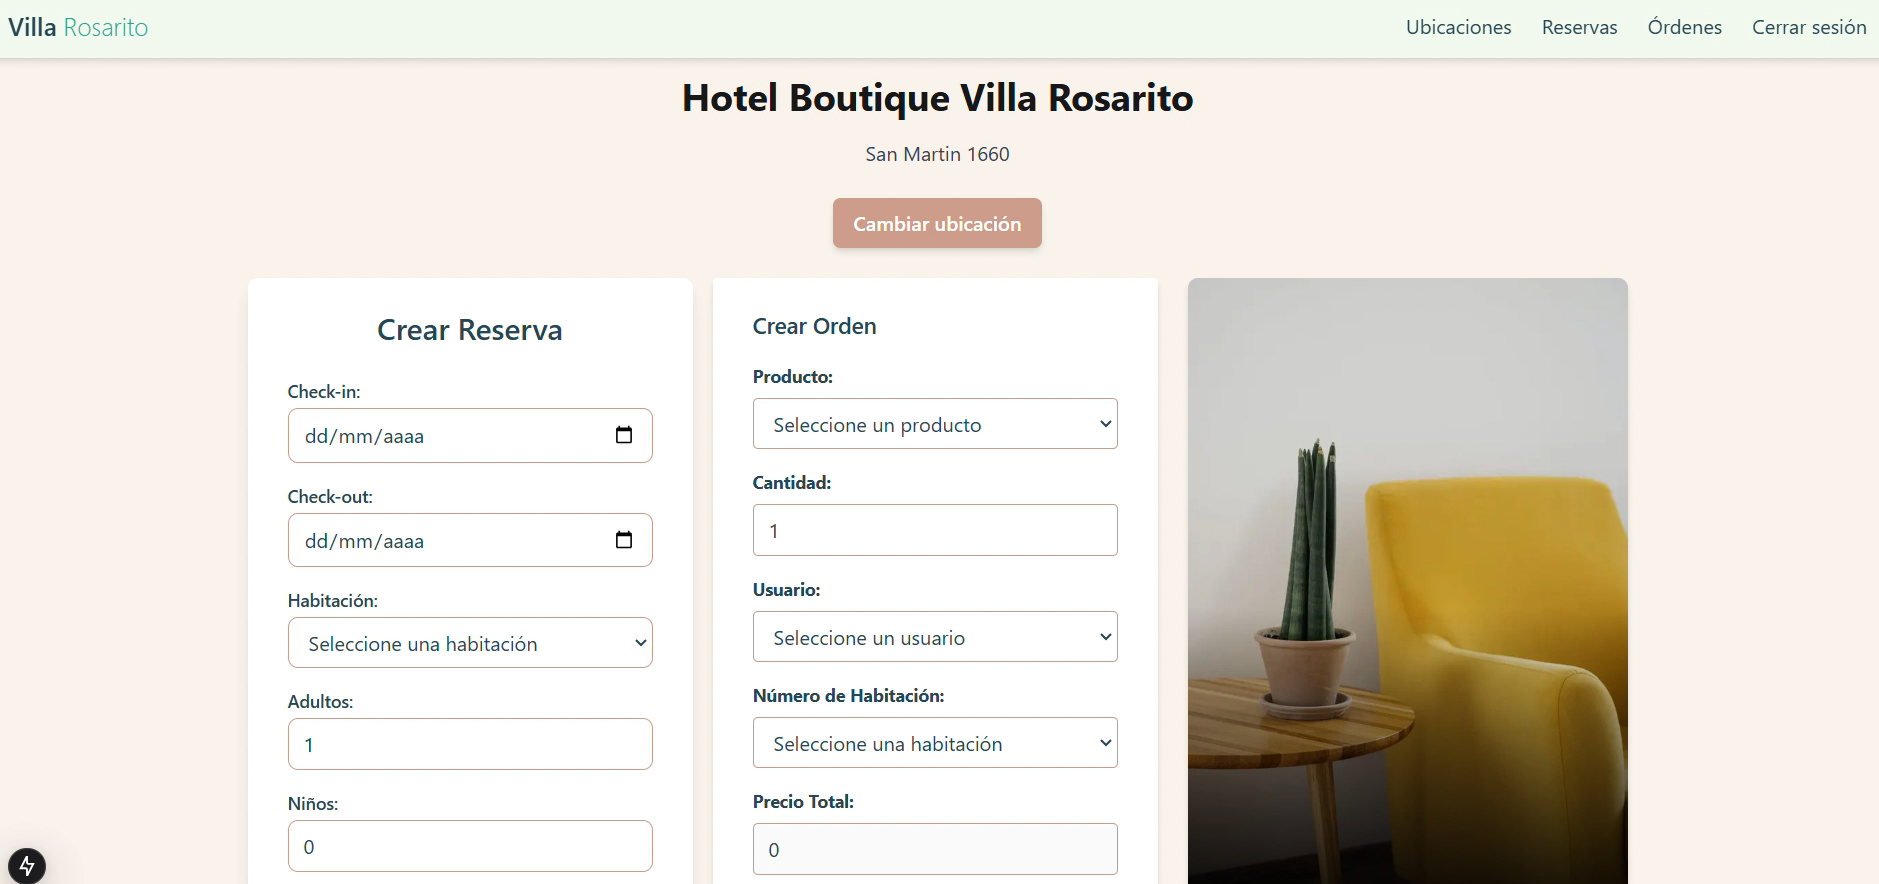 Villa Rosarito
Ubicaciones Reservas Órdenes Cerrar sesión
Hotel Boutique Villa Rosarito
San Martin 1660
Cambiar ubicación
Crear Reserva
Check-in:
dd/mm/aaaa
Check-out:
dd/mm/aaaa
Habitación:
Seleccione una habitación
Adultos:
1
Niños:
0
Crear Orden
Producto:
Seleccione un producto
Cantidad:
1
Usuario:
Seleccione un usuario
Número de Habitación:
Seleccione una habitación
Precio Total:
0